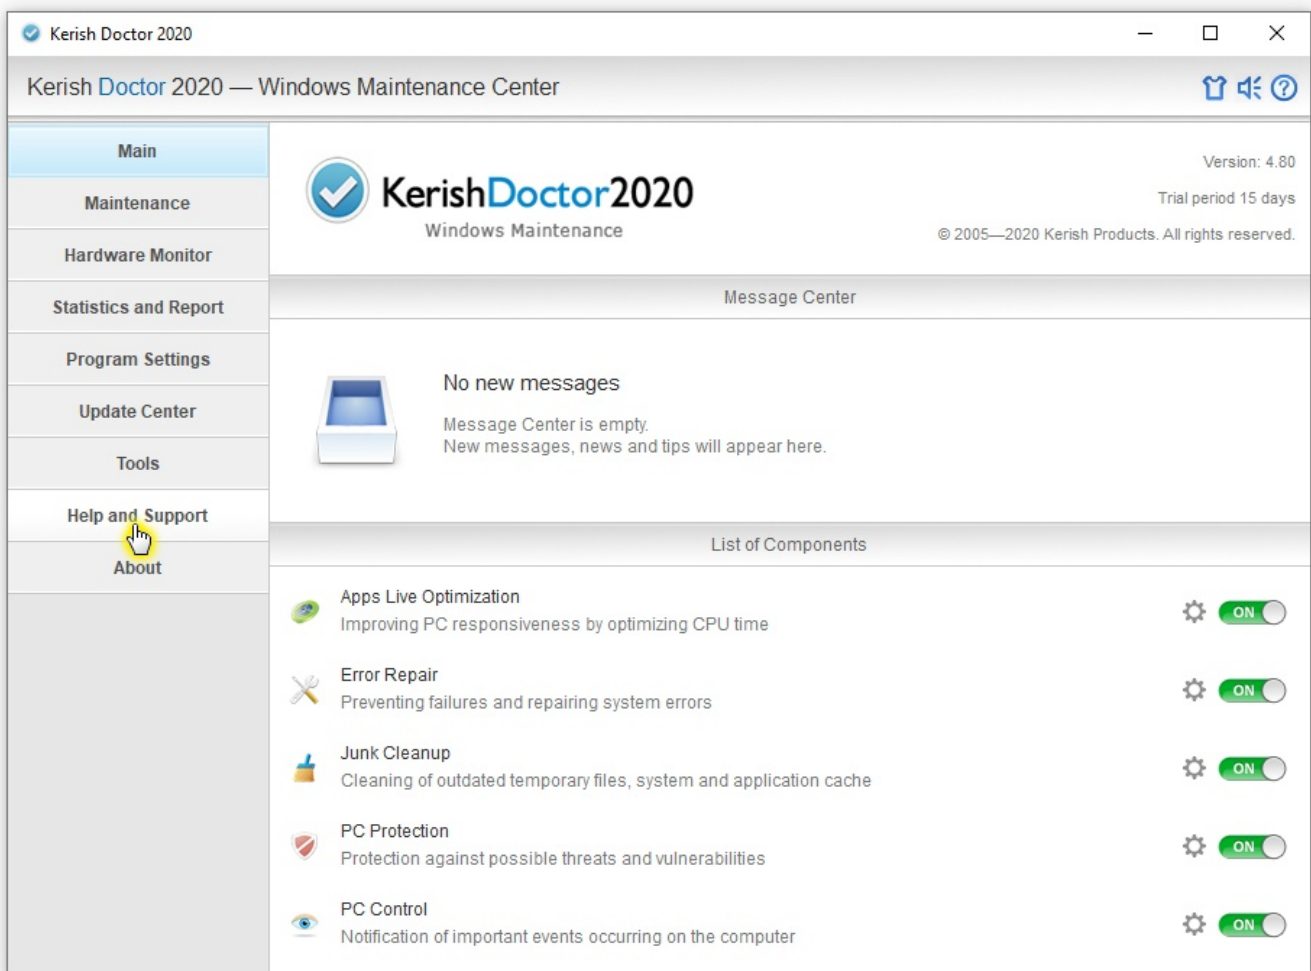 Kerish Doctor 2020
Kerish Doctor 2020 — Windows Maintenance Center
Main
Maintenance
Hardware Monitor
Statistics and Report
Program Settings
Update Center
Tools
Help and Support
About
KerishDoctor2020
Windows Maintenance
Version: 4.80
Trial period 15 days
© 2005—2020 Kerish Products. All rights reserved.
Message Center
No new messages
Message Center is empty.
New messages, news and tips will appear here.
List of Components
Apps Live Optimization
Improving PC responsiveness by optimizing CPU time
ON
Error Repair
Preventing failures and repairing system errors
ON
Junk Cleanup
Cleaning of outdated temporary files, system and application cache
ON
PC Protection
Protection against possible threats and vulnerabilities
ON
PC Control
Notification of important events occurring on the computer
ON